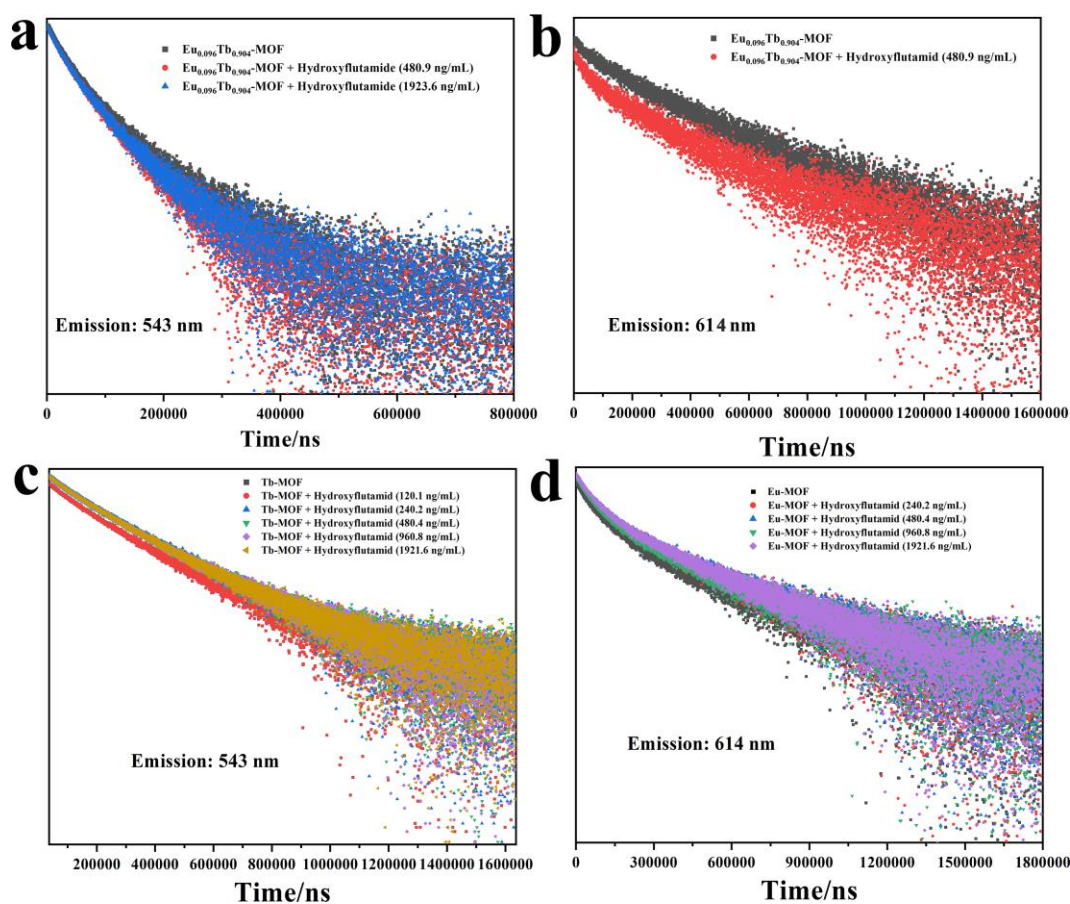 a
Eu₀.₀₉₆Tb₀.₉₀₄-MOF
Eu₀.₀₉₆Tb₀.₉₀₄-MOF + Hydroxyflutamide (480.9 ng/mL)
Eu₀.₀₉₆Tb₀.₉₀₄-MOF + Hydroxyflutamide (1923.6 ng/mL)
Emission: 543 nm
0 200000 400000 600000 800000
Time/ns
b
Eu₀.₀₉₆Tb₀.₉₀₄-MOF
Eu₀.₀₉₆Tb₀.₉₀₄-MOF + Hydroxyflutamid (480.9 ng/mL)
Emission: 614 nm
0 200000 400000 600000 800000 1000000 1200000 1400000 1600000
Time/ns
c
Tb-MOF
Tb-MOF + Hydroxyflutamid (120.1 ng/mL)
Tb-MOF + Hydroxyflutamid (240.2 ng/mL)
Tb-MOF + Hydroxyflutamid (480.4 ng/mL)
Tb-MOF + Hydroxyflutamid (960.8 ng/mL)
Tb-MOF + Hydroxyflutamid (1921.6 ng/mL)
Emission: 543 nm
200000 400000 600000 800000 1000000 1200000 1400000 1600000
Time/ns
d
Eu-MOF
Eu-MOF + Hydroxyflutamid (240.2 ng/mL)
Eu-MOF + Hydroxyflutamid (480.4 ng/mL)
Eu-MOF + Hydroxyflutamid (960.8 ng/mL)
Eu-MOF + Hydroxyflutamid (1921.6 ng/mL)
Emission: 614 nm
0 300000 600000 900000 1200000 1500000 1800000
Time/ns